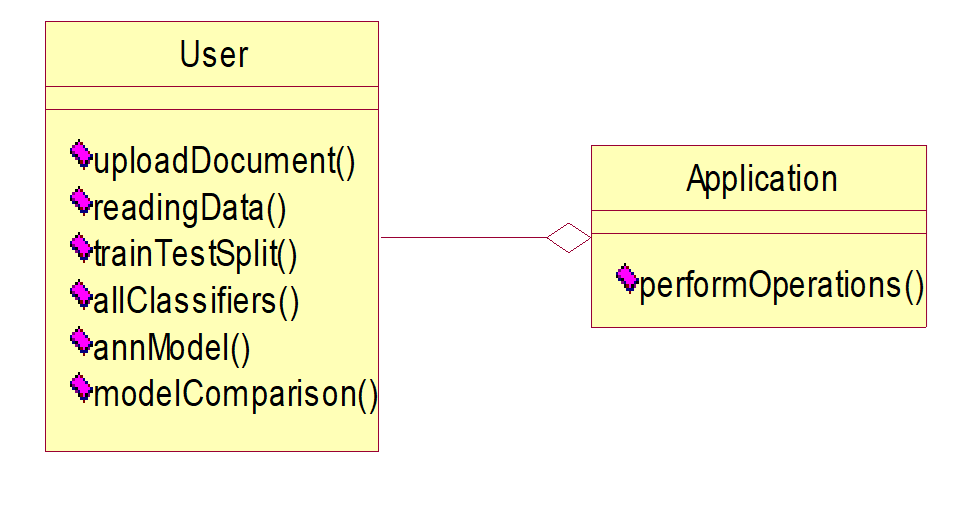 User
uploadDocument()
readingData()
trainTestSplit()
allClassifiers()
annModel()
modelComparison()
Application
performOperations()